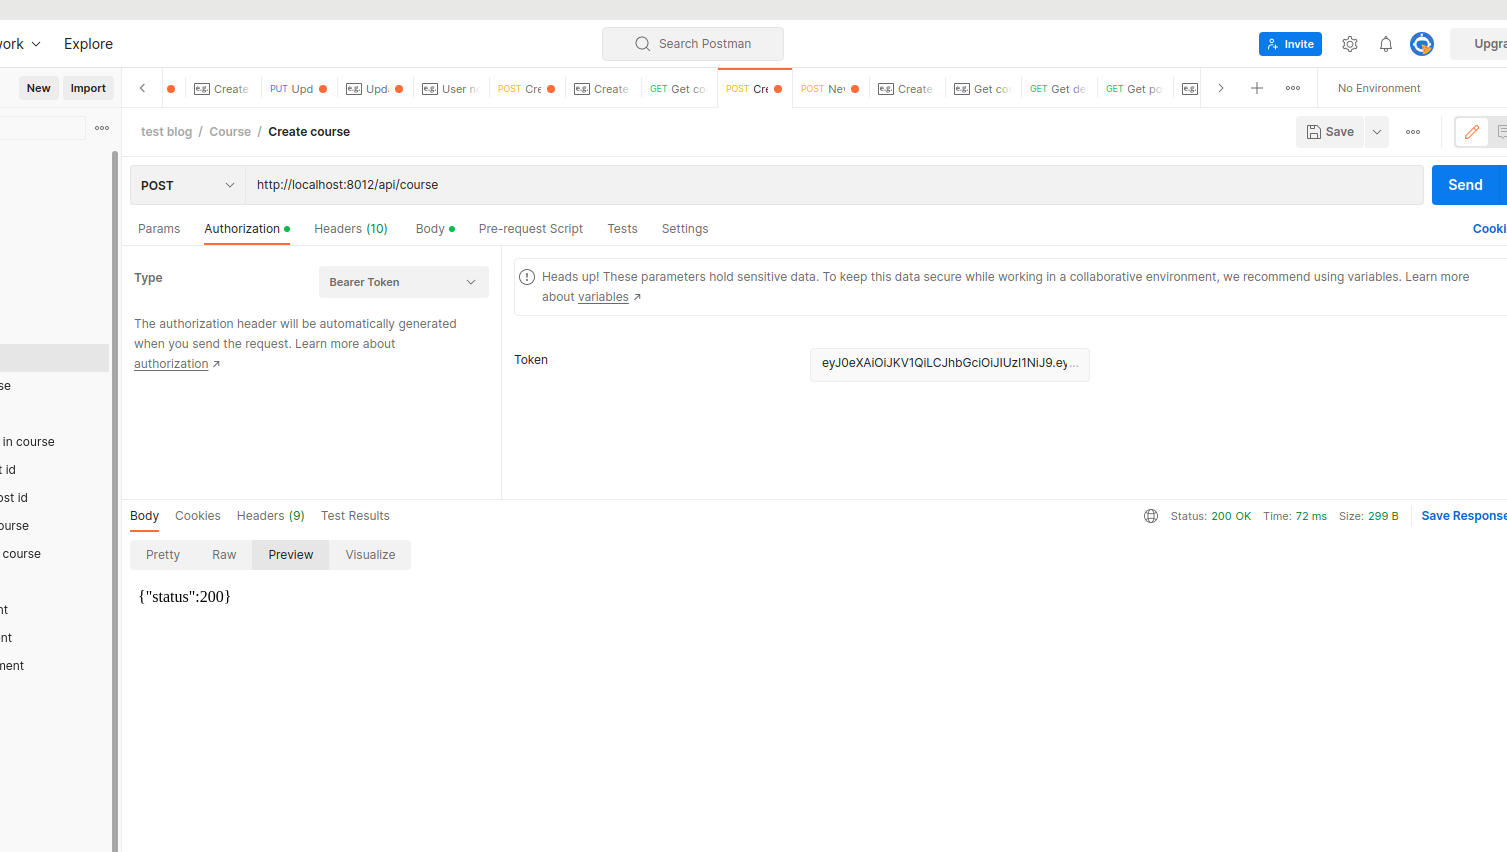 ork Explore Search Postman Invite Upgra
New Import e.g. Create PUT Upd e.g. Upd e.g. User n POST Cre e.g. Create GET Get co POST Cre POST Ne e.g. Create e.g. Get co GET Get de GET Get po e.g. No Environment
test blog / Course / Create course Save
POST http://localhost:8012/api/course Send
Params Authorization Headers (10) Body Pre-request Script Tests Settings Cooki
Type Bearer Token
Heads up! These parameters hold sensitive data. To keep this data secure while working in a collaborative environment, we recommend using variables. Learn more
about variables ↗
The authorization header will be automatically generated
when you send the request. Learn more about
authorization ↗
Token eyJ0eXAiOiJKV1QiLCJhbGciOiJIUzI1NiJ9.ey...
se
in course
t id
ost id
ourse
course
nt
nt
ment
Body Cookies Headers (9) Test Results Status: 200 OK Time: 72 ms Size: 299 B Save Response
Pretty Raw Preview Visualize
{"status":200}